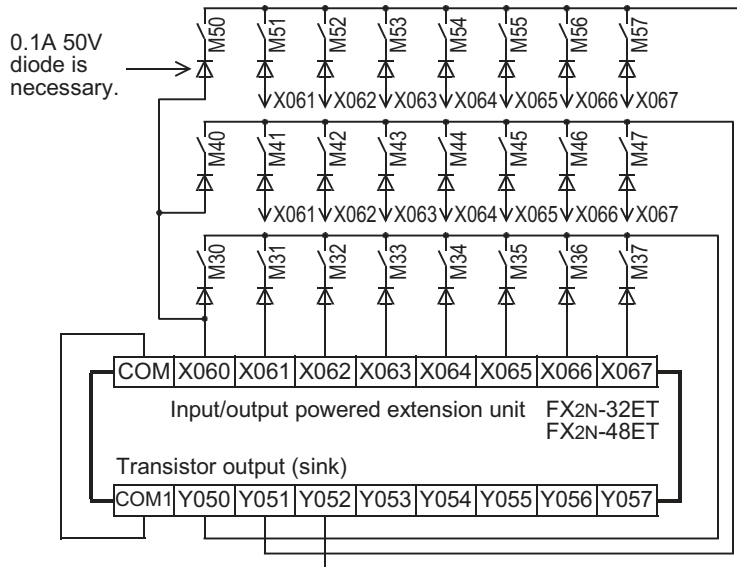 M50 M51 M52 M53 M54 M55 M56 M57
0.1A 50V
diode is
necessary.
X061 X062 X063 X064 X065 X066 X067
M40 M41 M42 M43 M44 M45 M46 M47
X061 X062 X063 X064 X065 X066 X067
M30 M31 M32 M33 M34 M35 M36 M37
COM X060 X061 X062 X063 X064 X065 X066 X067
Input/output powered extension unit FX2N-32ET
FX2N-48ET
Transistor output (sink)
COM1 Y050 Y051 Y052 Y053 Y054 Y055 Y056 Y057